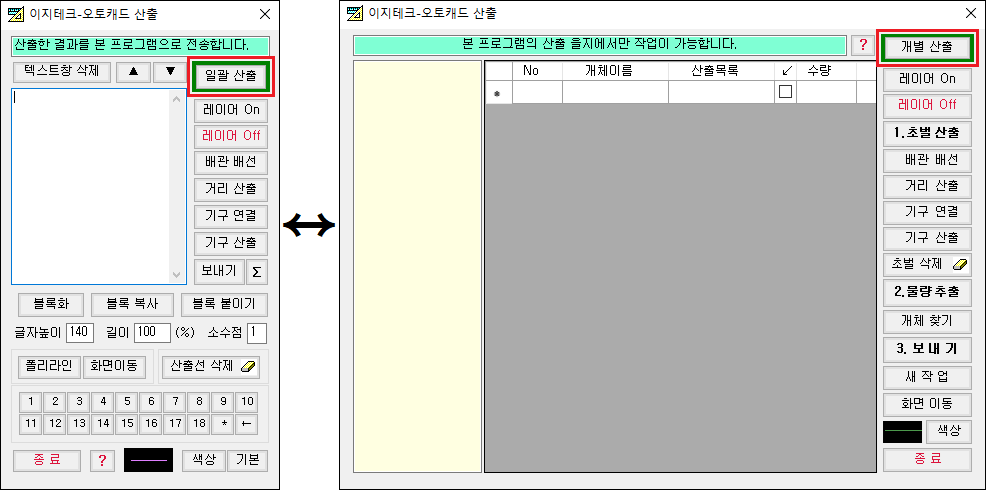 이지테크-오토캐드 산출
산출한 결과를 본 프로그램으로 전송합니다.
텍스트창 삭제 ▲ ▼ 일괄 산출
레이어 On
레이어 Off
배관 배선
거리 산출
기구 연결
기구 산출
보내기 Σ
블록화 블록 복사 블록 붙이기
글자높이 140 길이 100 (%) 소수점 1
폴리라인 화면이동 산출선 삭제
1 2 3 4 5 6 7 8 9 10
11 12 13 14 15 16 17 18 * ←
종 료 ? 색상 기본
이지테크-오토캐드 산출
본 프로그램의 산출 을지에서만 작업이 가능합니다. ? 개별 산출
No 개체이름 산출목록 ↙ 수량
*
레이어 On
레이어 Off
1.초벌 산출
배관 배선
거리 산출
기구 연결
기구 산출
초벌 삭제
2.물량 추출
개체 찾기
3. 보 내 기
새 작 업
화면 이동
색상
종 료